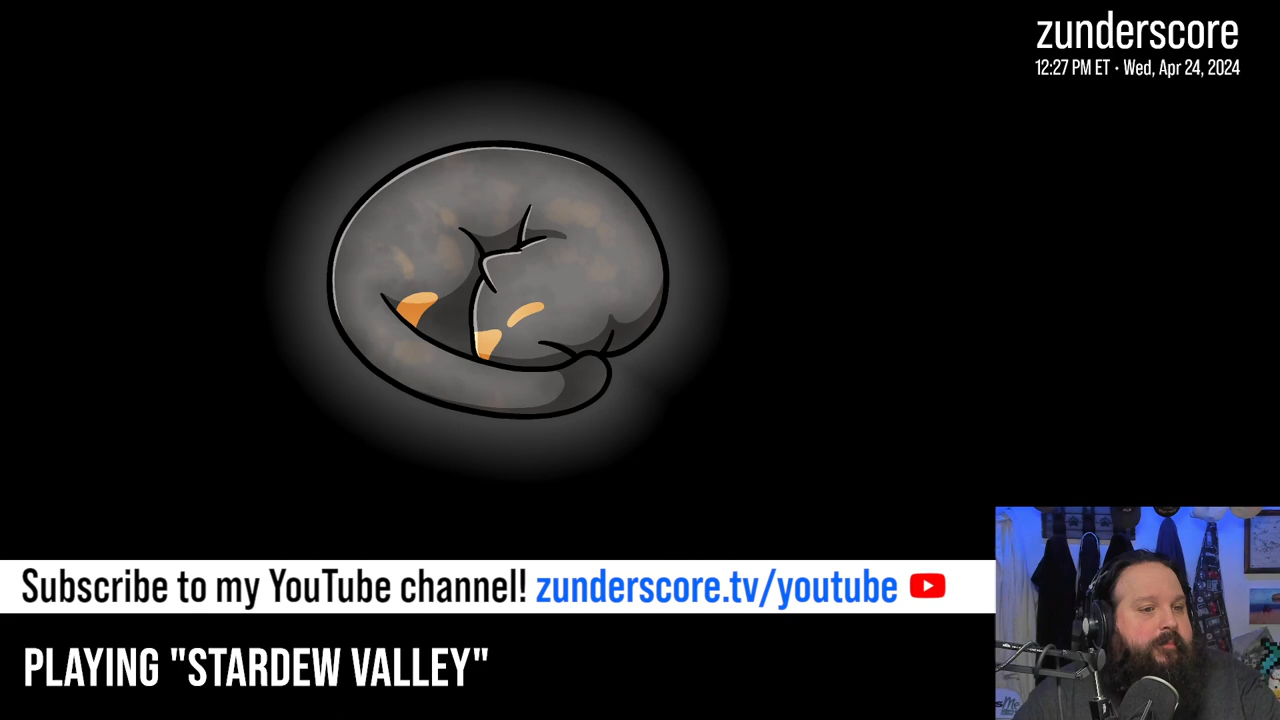 zunderscore
12:27 PM ET · Wed, Apr 24, 2024
Subscribe to my YouTube channel! zunderscore.tv/youtube
PLAYING "STARDEW VALLEY"